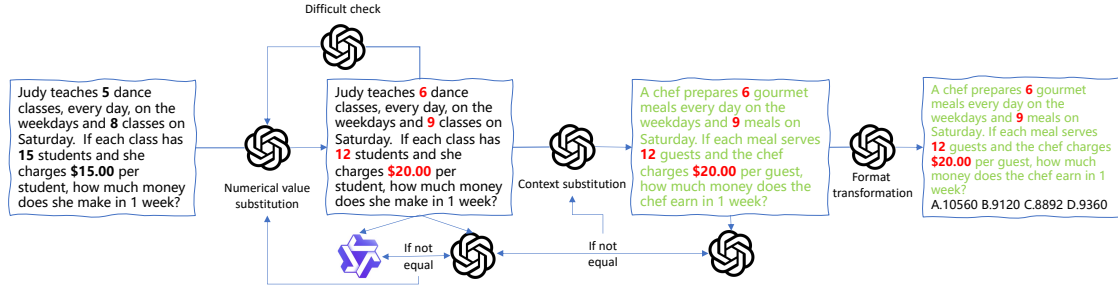 Difficult check
Judy teaches 5 dance
classes, every day, on the
weekdays and 8 classes on
Saturday. If each class has
15 students and she
charges $15.00 per
student, how much money
does she make in 1 week?
Numerical value
substitution
Judy teaches 6 dance
classes, every day, on the
weekdays and 9 classes on
Saturday. If each class has
12 students and she
charges $20.00 per
student, how much money
does she make in 1 week?
If not
equal
Context substitution
If not
equal
A chef prepares 6 gourmet
meals every day on the
weekdays and 9 meals on
Saturday. If each meal serves
12 guests and the chef
charges $20.00 per guest,
how much money does the
chef earn in 1 week?
Format
transformation
A chef prepares 6 gourmet
meals every day on the
weekdays and 9 meals on
Saturday. If each meal serves
12 guests and the chef charges
$20.00 per guest, how much
money does the chef earn in 1
week?
A.10560 B.9120 C.8892 D.9360